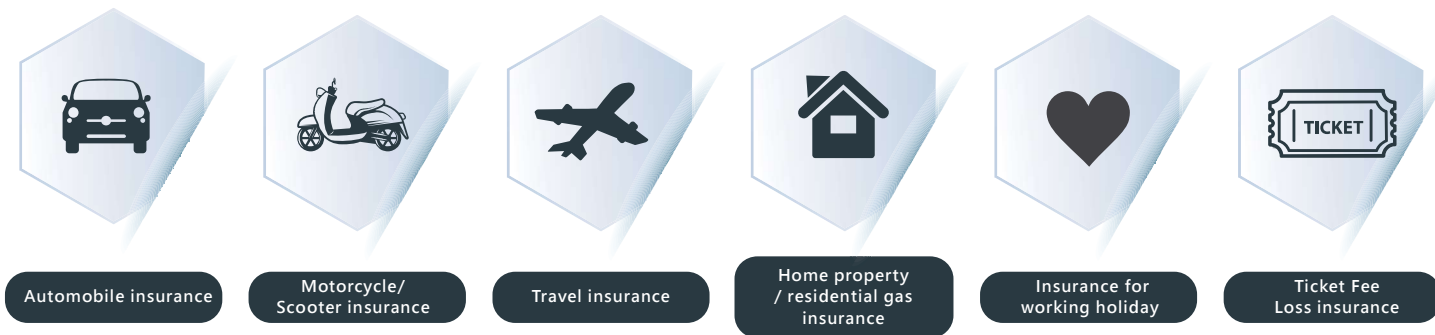 TICKET
Automobile insurance
Motorcycle/
Scooter insurance
Travel insurance
Home property
/ residential gas
insurance
Insurance for
working holiday
Ticket Fee
Loss insurance